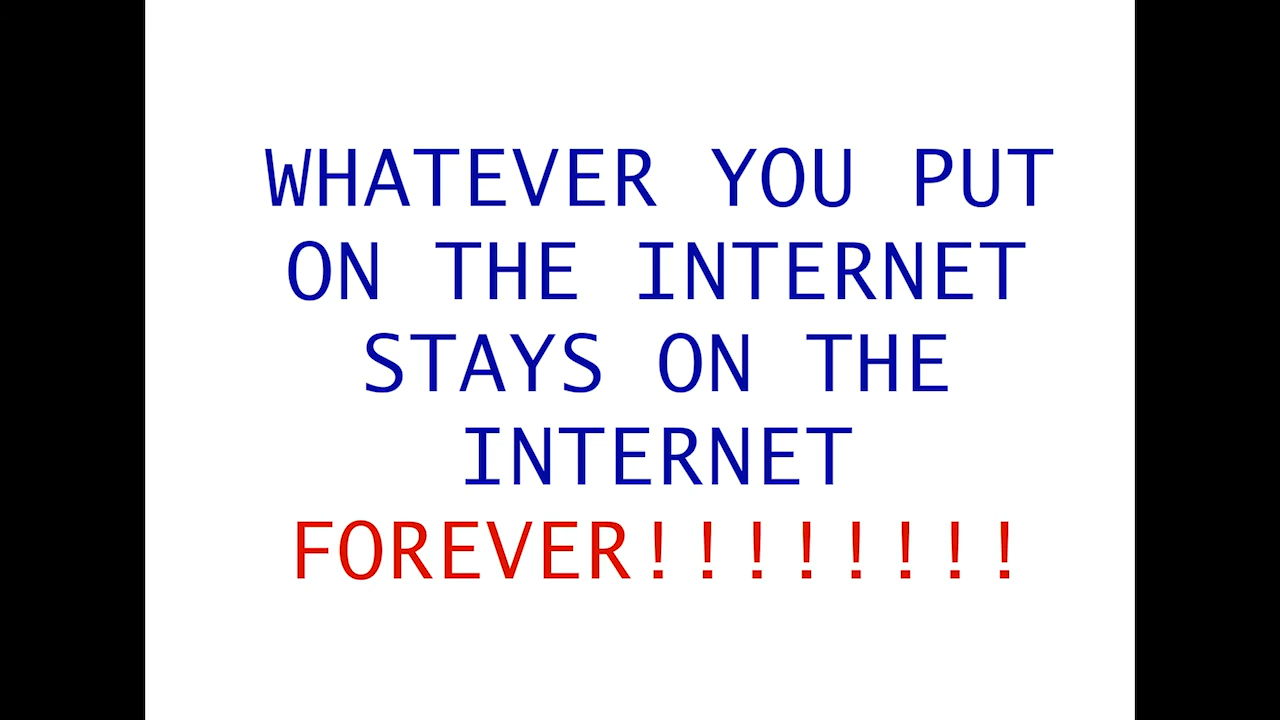 WHATEVER YOU PUT
ON THE INTERNET
STAYS ON THE
INTERNET
FOREVER!!!!!!!!